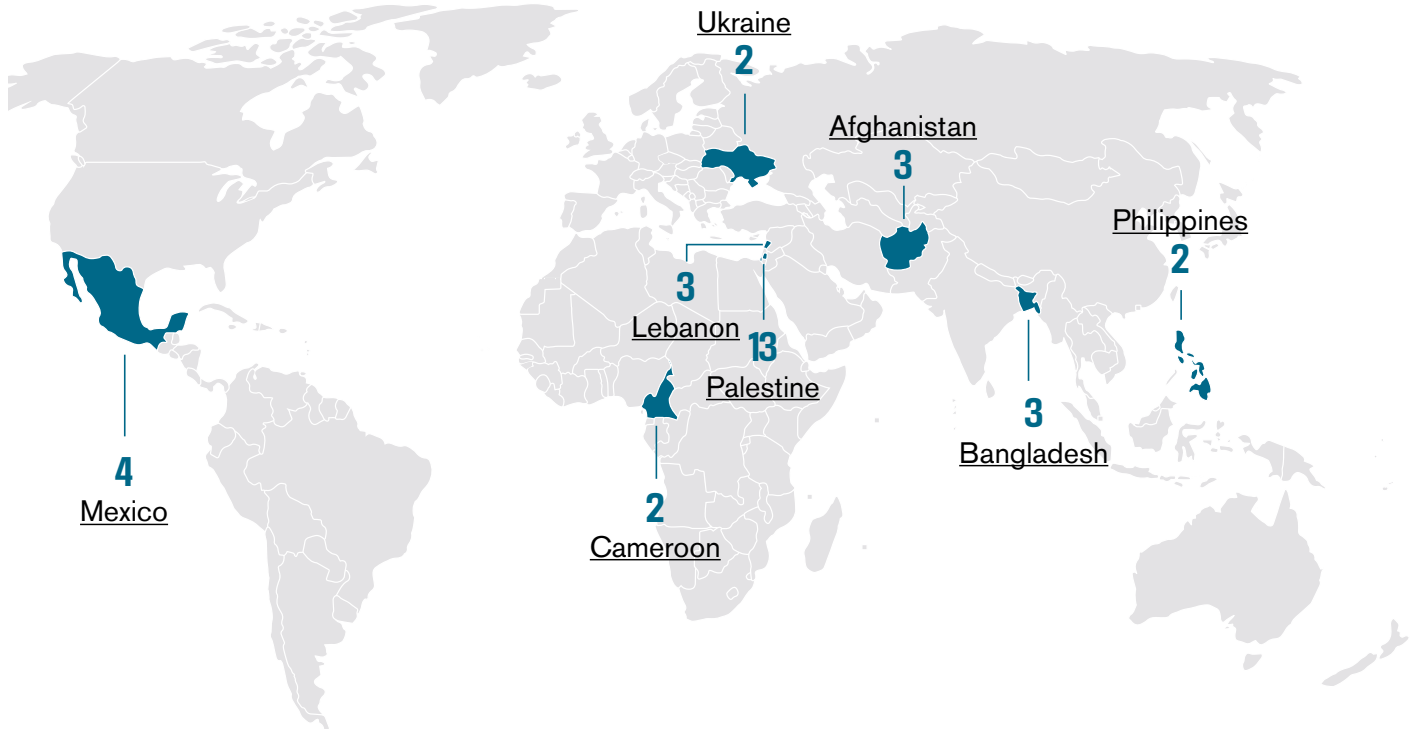 Ukraine
2
Afghanistan
3
Philippines
2
3
Lebanon
13
Palestine
3
Bangladesh
4
Mexico
2
Cameroon